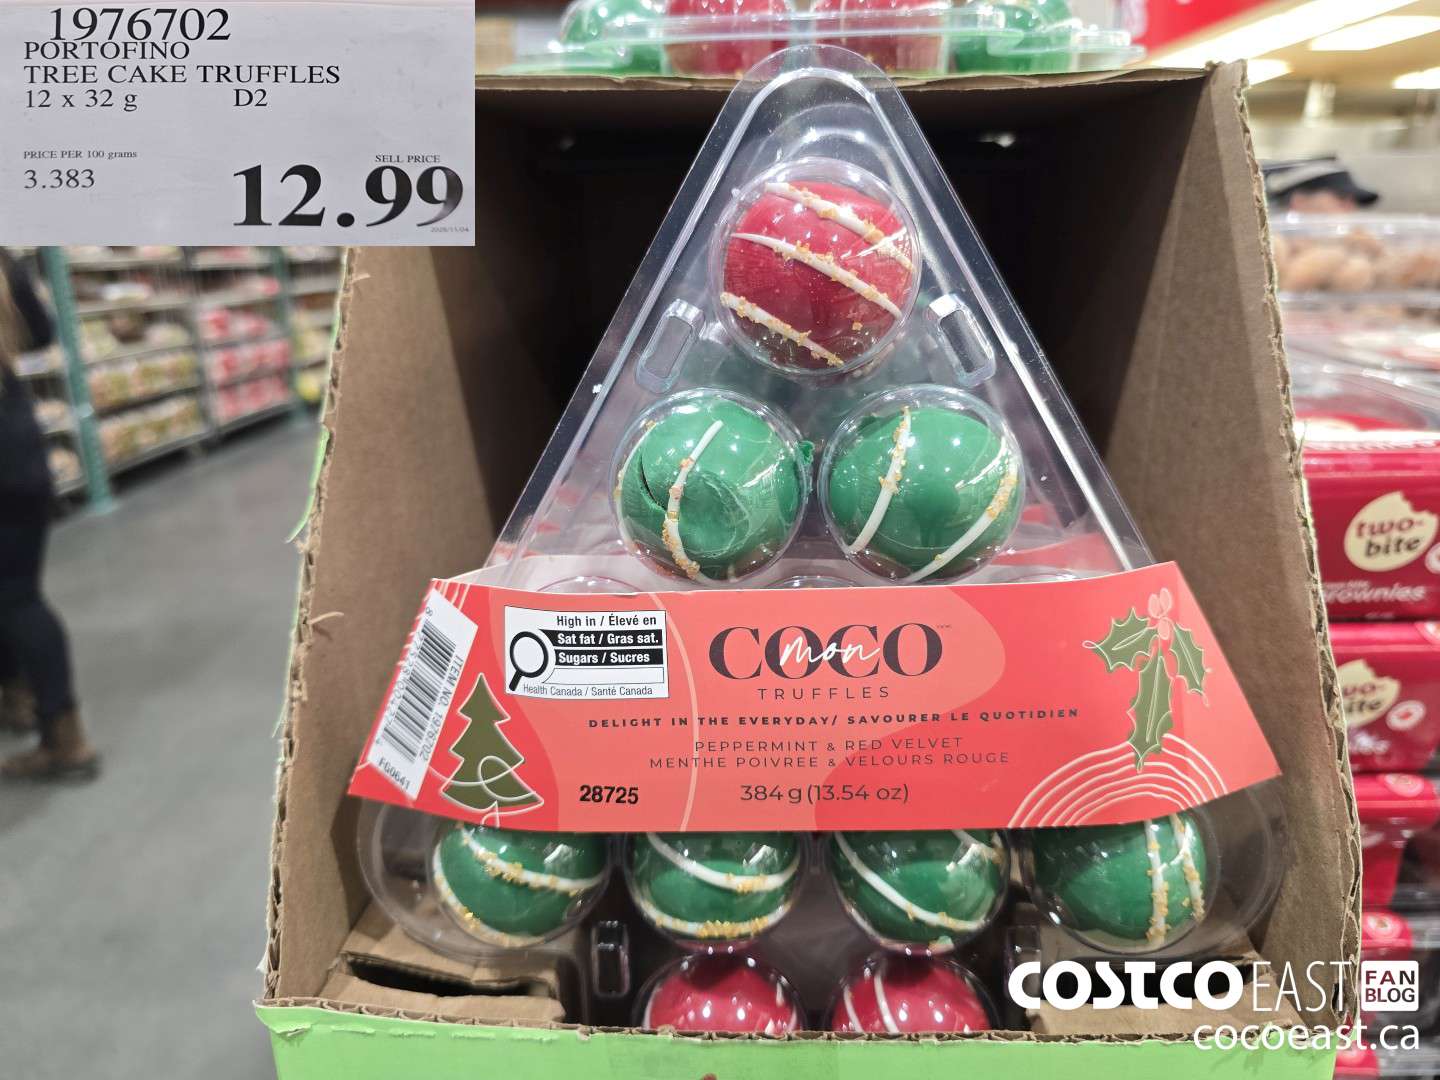 1976702
PORTOFINO
TREE CAKE TRUFFLES
12 x 32 g D2
PRICE PER 100 grams
3.383
SELL PRICE
12.99
High in / Élevé en
Sat fat / Gras sat.
Sugars / Sucres
Health Canada / Santé Canada
COCO
mon
TRUFFLES
DELIGHT IN THE EVERYDAY/ SAVOURER LE QUOTIDIEN
PEPPERMINT & RED VELVET
MENTHE POIVREE & VELOURS ROUGE
28725
384 g (13.54 oz)
ITEM NO. 1976702
FG0641
two-
bite
rownies
COSTCO EAST FAN
BLOG
cocoeast.ca